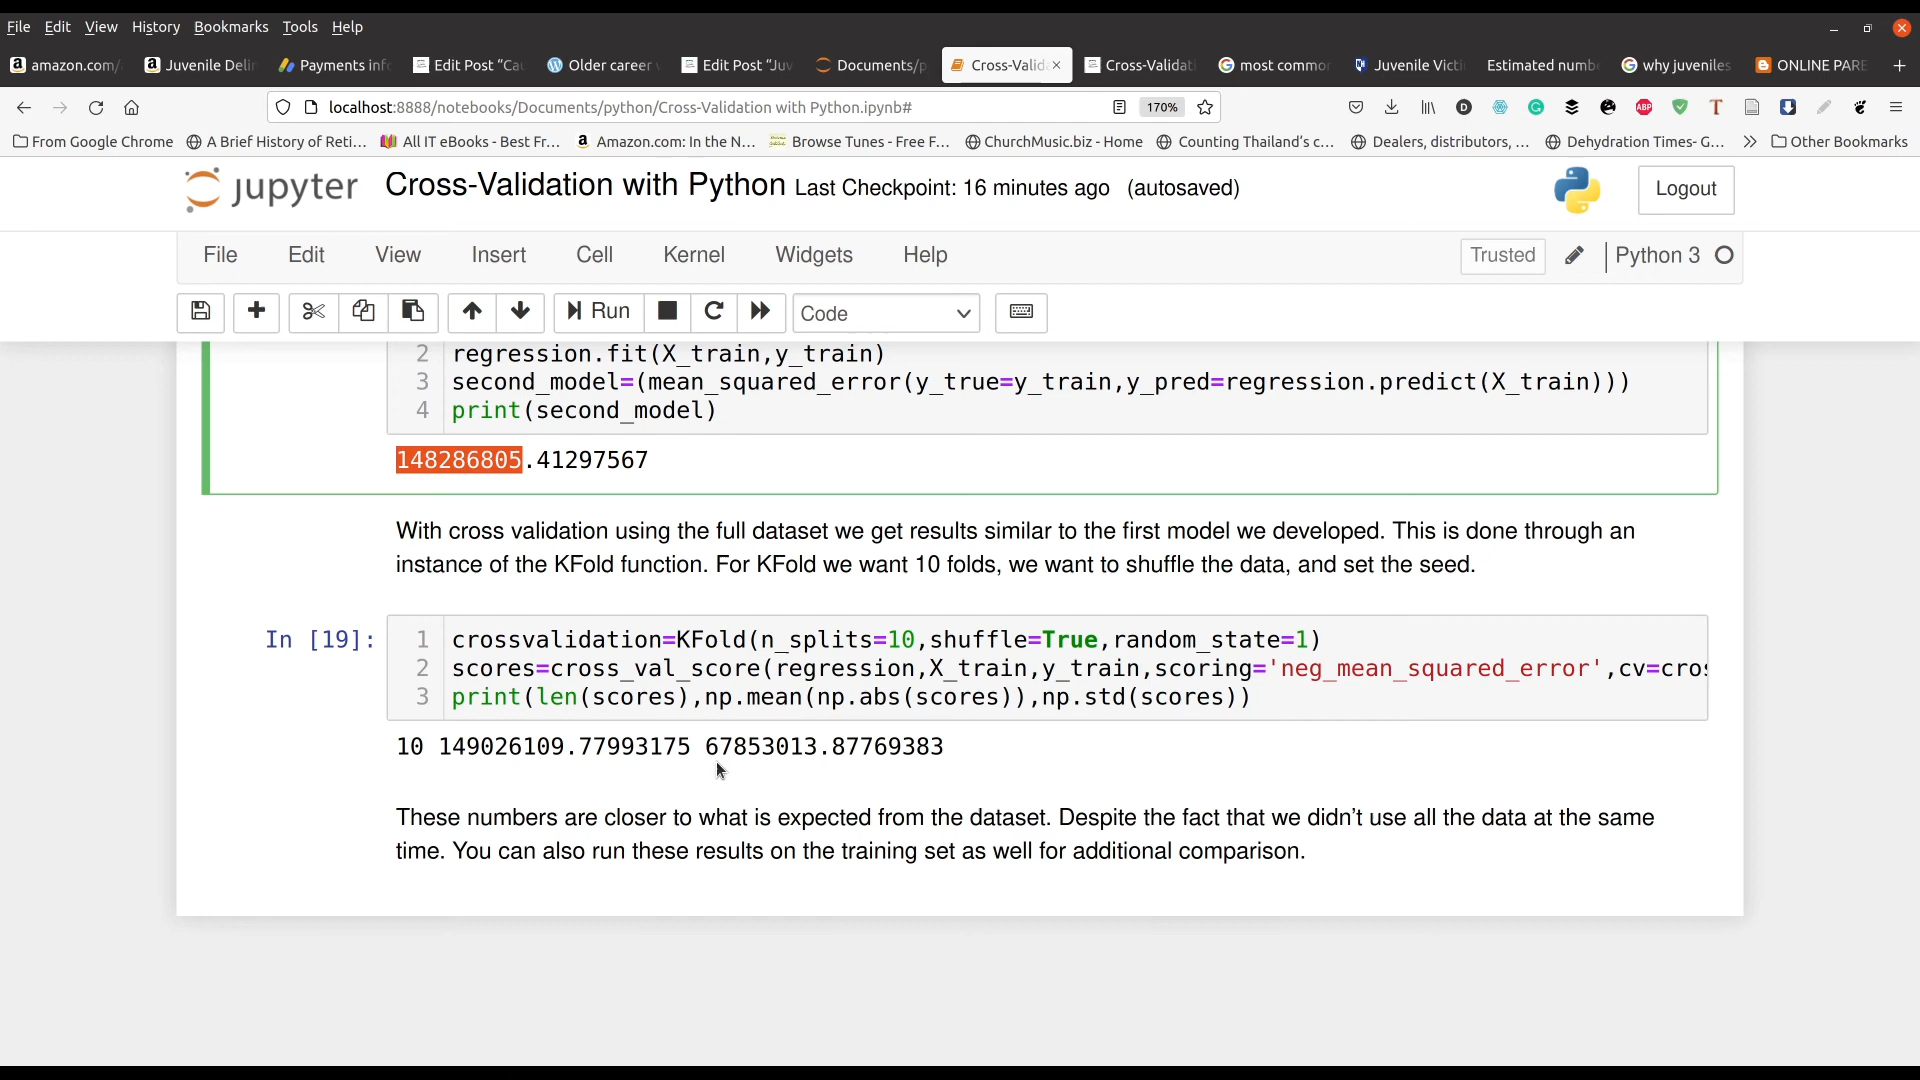 File Edit View History Bookmarks Tools Help
amazon.com/ Juvenile Deli Payments inf Edit Post “Ca Older career Edit Post “Juv Documents/p Cross-Valid Cross-Validat most commo Juvenile Victi Estimated numb why juveniles ONLINE PARE
localhost:8888/notebooks/Documents/python/Cross-Validation with Python.ipynb# 170%
From Google Chrome A Brief History of Reti... All IT eBooks - Best Fr... Amazon.com: In the N... Browse Tunes - Free F... ChurchMusic.biz - Home Counting Thailand’s c... Dealers, distributors, ... Dehydration Times- G... Other Bookmarks
jupyter Cross-Validation with Python Last Checkpoint: 16 minutes ago (autosaved) Logout
File Edit View Insert Cell Kernel Widgets Help Trusted Python 3
Run Code
2 regression.fit(X_train,y_train)
3 second_model=(mean_squared_error(y_true=y_train,y_pred=regression.predict(X_train)))
4 print(second_model)
148286805.41297567
With cross validation using the full dataset we get results similar to the first model we developed. This is done through an
instance of the KFold function. For KFold we want 10 folds, we want to shuffle the data, and set the seed.
In [19]: 1 crossvalidation=KFold(n_splits=10,shuffle=True,random_state=1)
2 scores=cross_val_score(regression,X_train,y_train,scoring='neg_mean_squared_error',cv=cros
3 print(len(scores),np.mean(np.abs(scores)),np.std(scores))
10 149026109.77993175 67853013.87769383
These numbers are closer to what is expected from the dataset. Despite the fact that we didn’t use all the data at the same
time. You can also run these results on the training set as well for additional comparison.